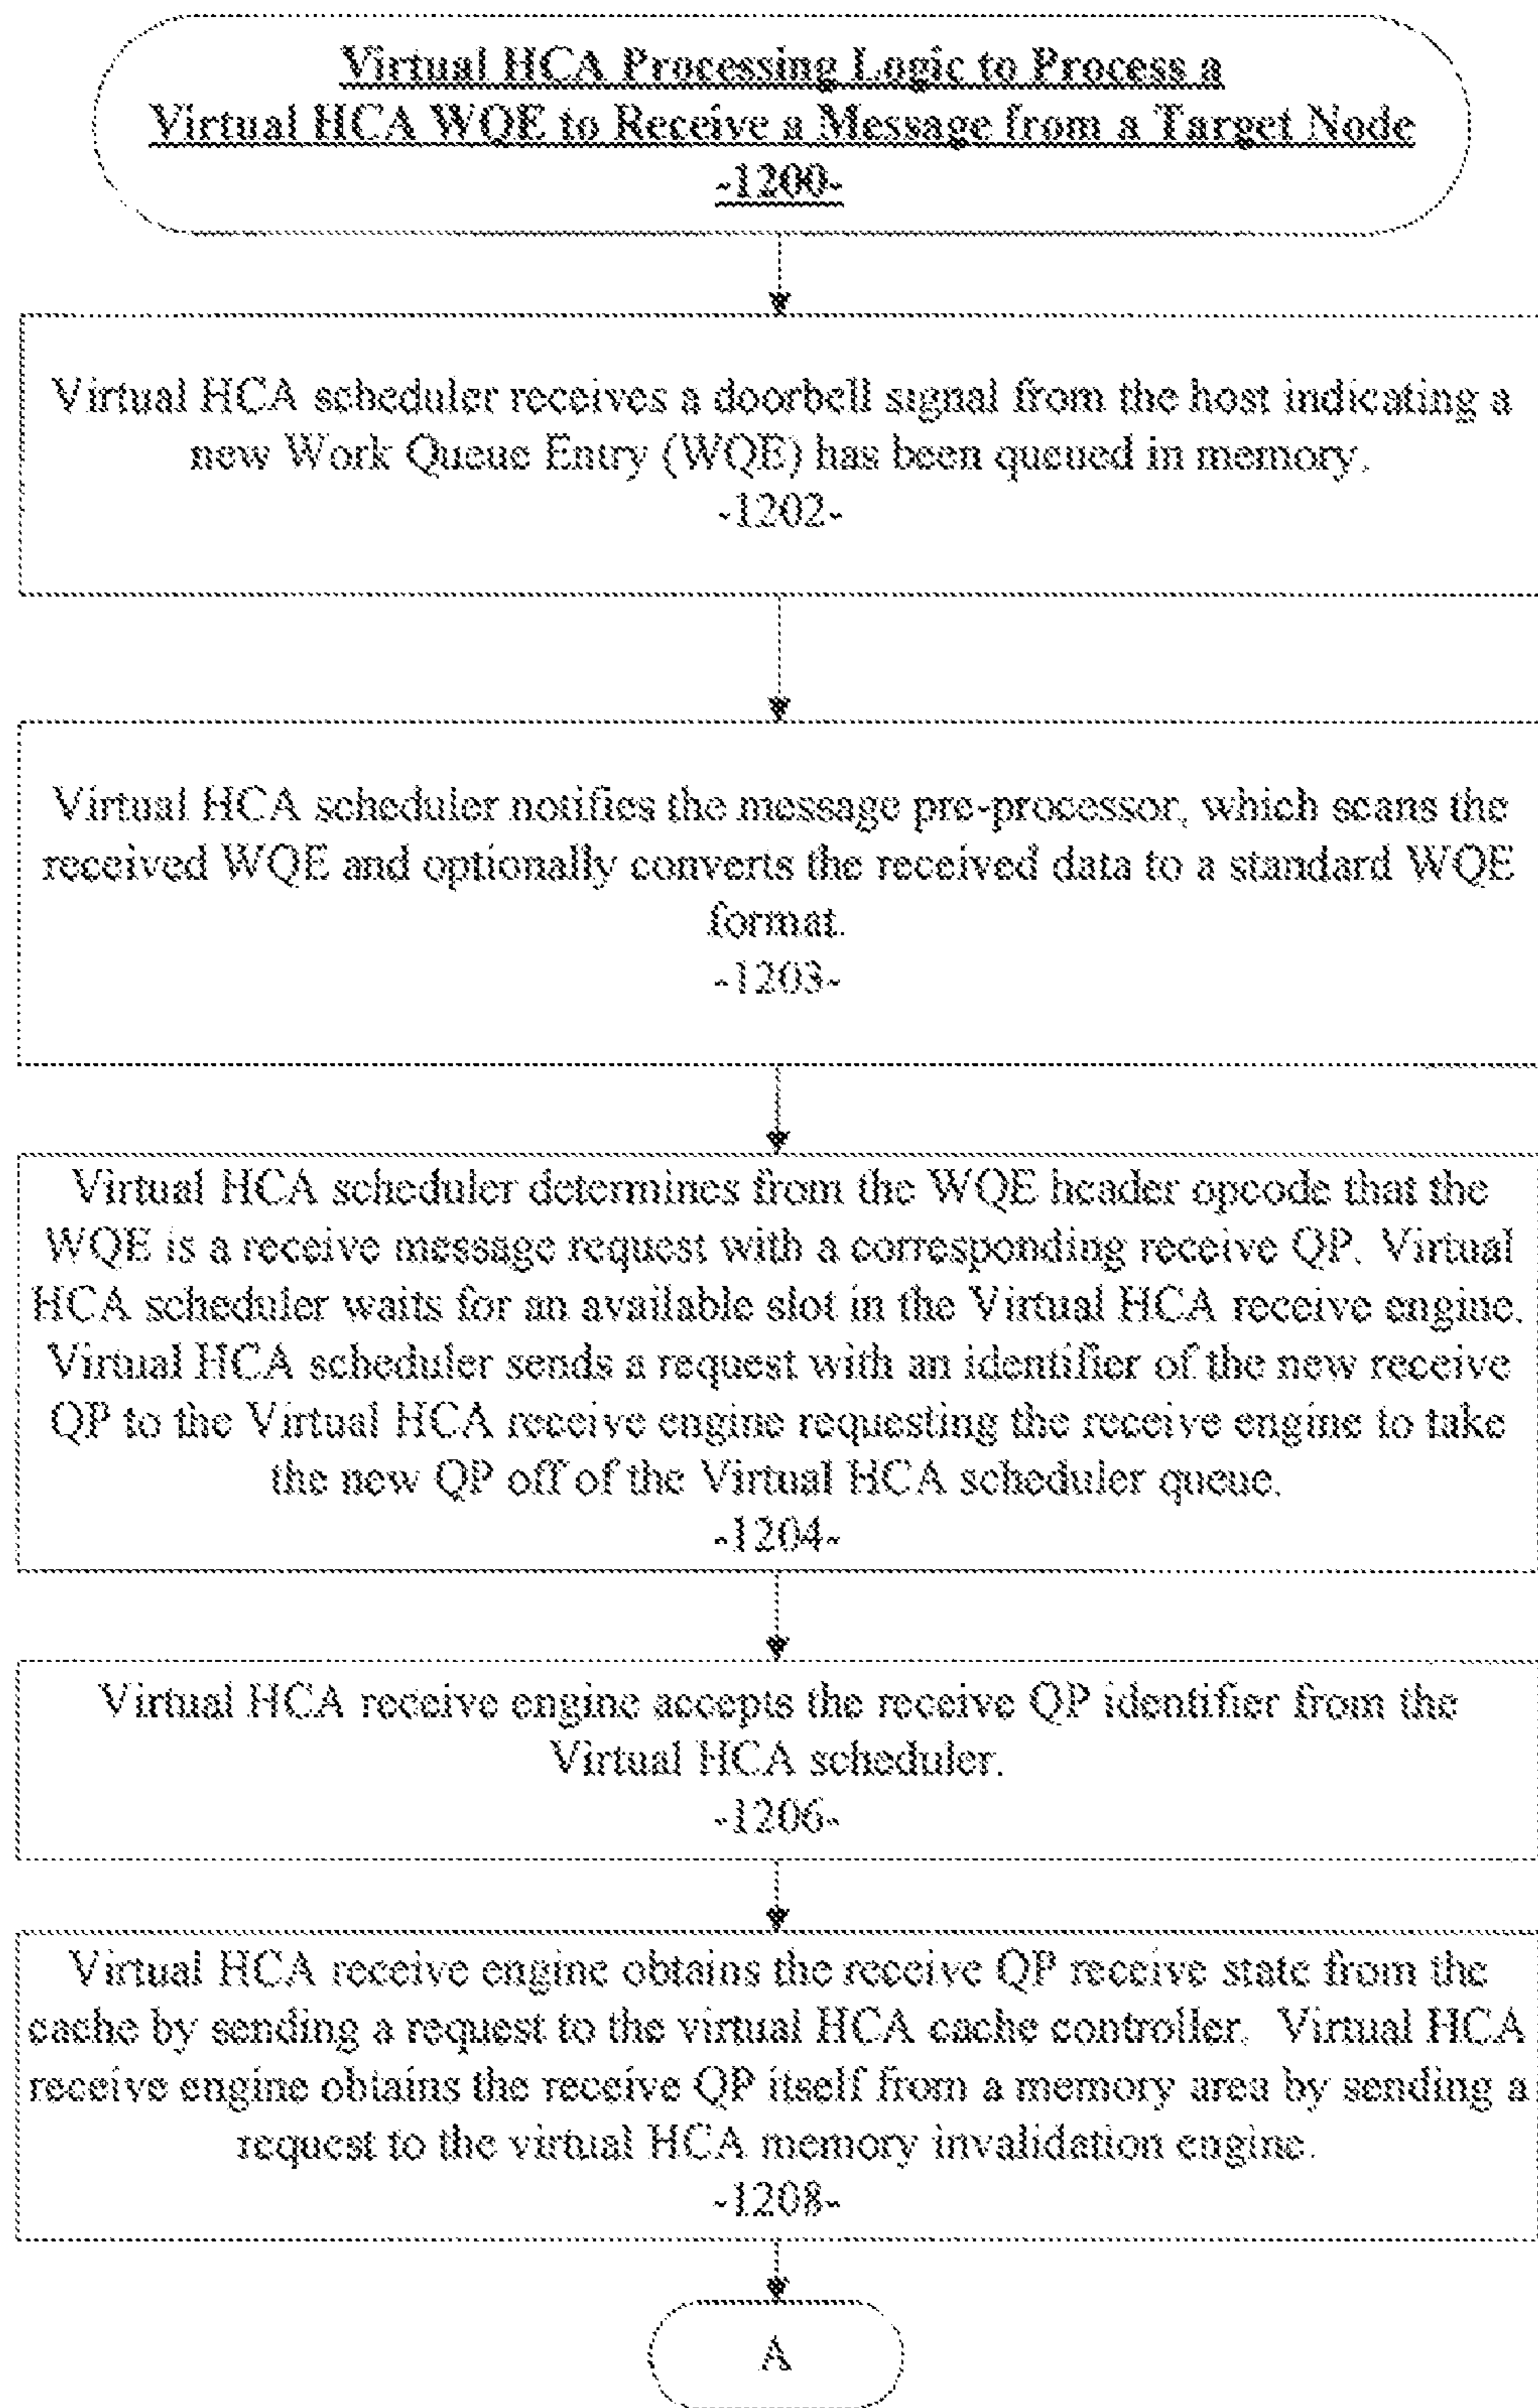 Virtual HCA Processing Logic to Process a
Virtual HCA WQE to Receive a Message from a Target Node
-1200-
Virtual HCA scheduler receives a doorbell signal from the host indicating a
new Work Queue Entry (WQE) has been queued in memory.
-1202-
Virtual HCA scheduler notifies the message pre-processor, which scans the
received WQE and optionally converts the received data to a standard WQE
format.
-1203-
Virtual HCA scheduler determines from the WQE header opcode that the
WQE is a receive message request with a corresponding receive QP. Virtual
HCA scheduler waits for an available slot in the Virtual HCA receive engine.
Virtual HCA scheduler sends a request with an identifier of the new receive
QP to the Virtual HCA receive engine requesting the receive engine to take
the new QP off of the Virtual HCA scheduler queue.
-1204-
Virtual HCA receive engine accepts the receive QP identifier from the
Virtual HCA scheduler.
-1206-
Virtual HCA receive engine obtains the receive QP receive state from the
cache by sending a request to the virtual HCA cache controller. Virtual HCA
receive engine obtains the receive QP itself from a memory area by sending a
request to the virtual HCA memory invalidation engine.
-1208-
A